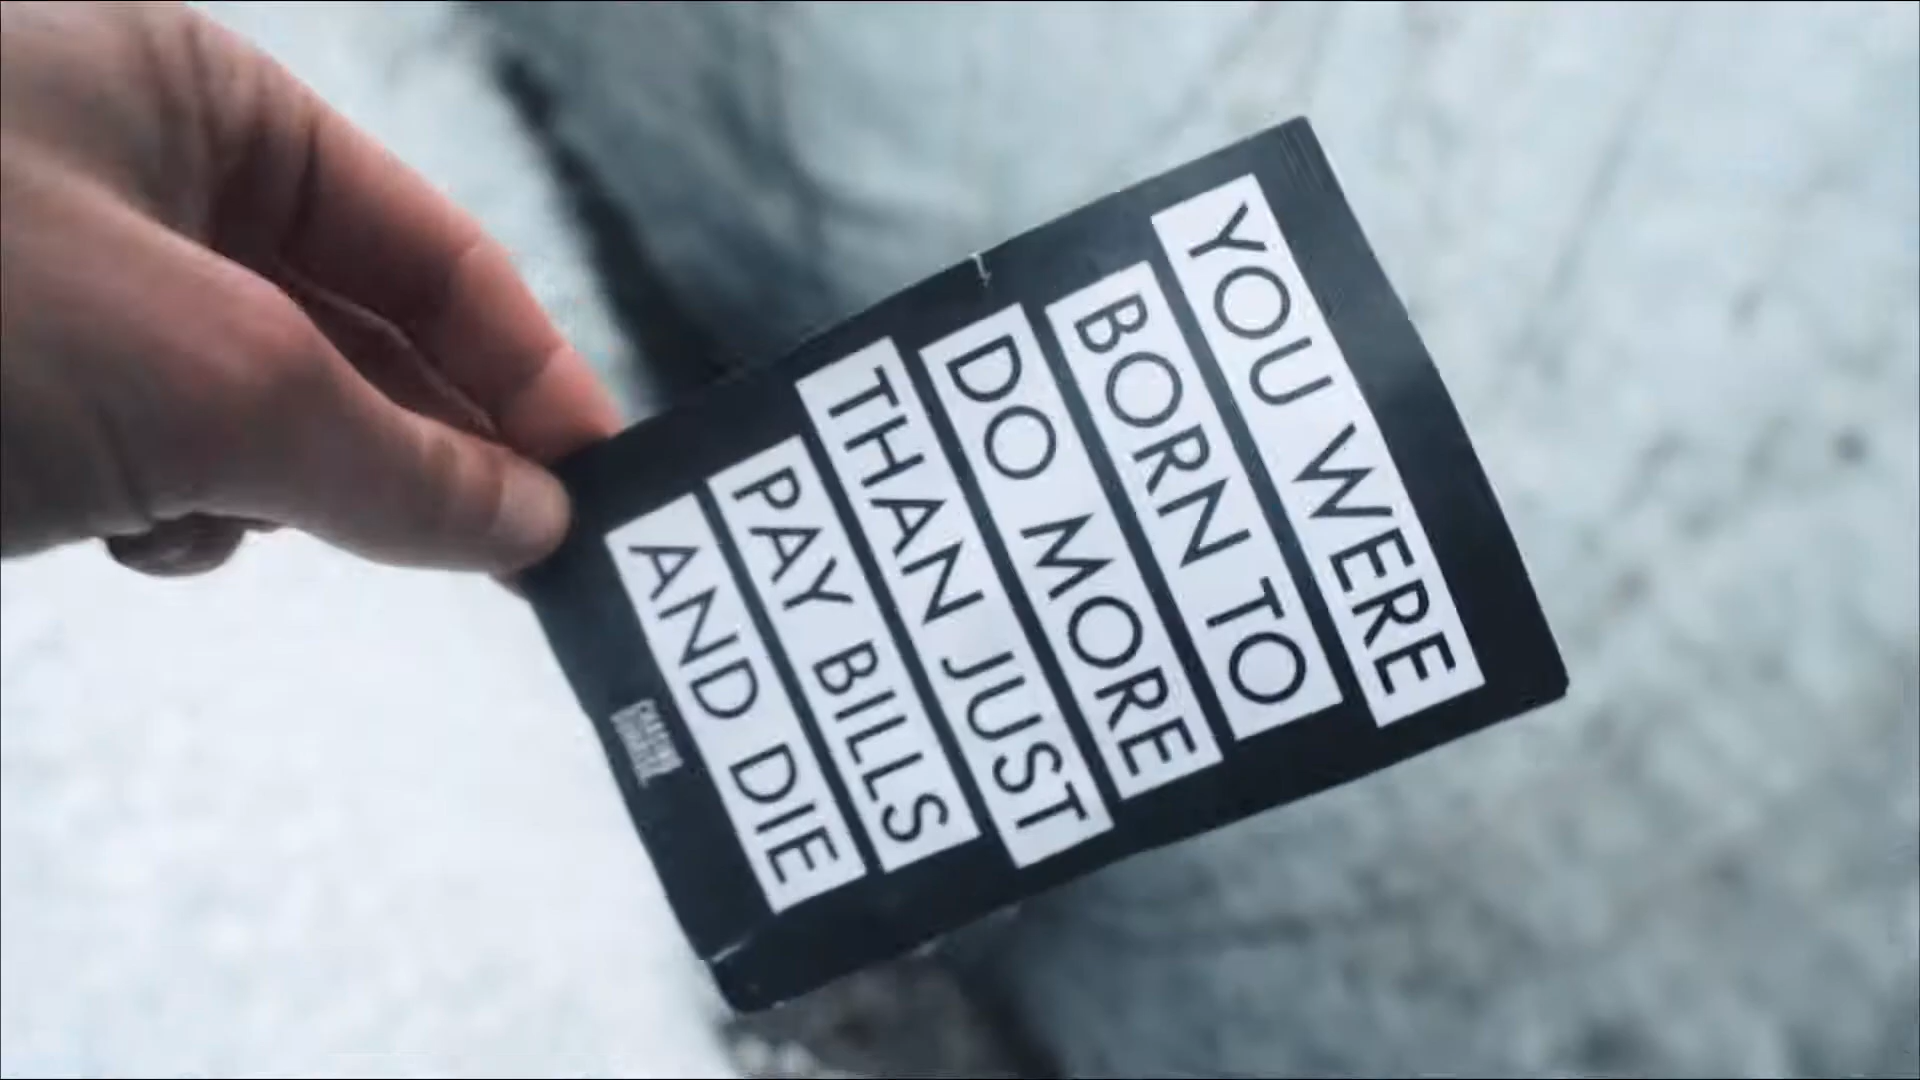 YOU WERE
BORN TO
DO MORE
THAN JUST
PAY BILLS
AND DIE